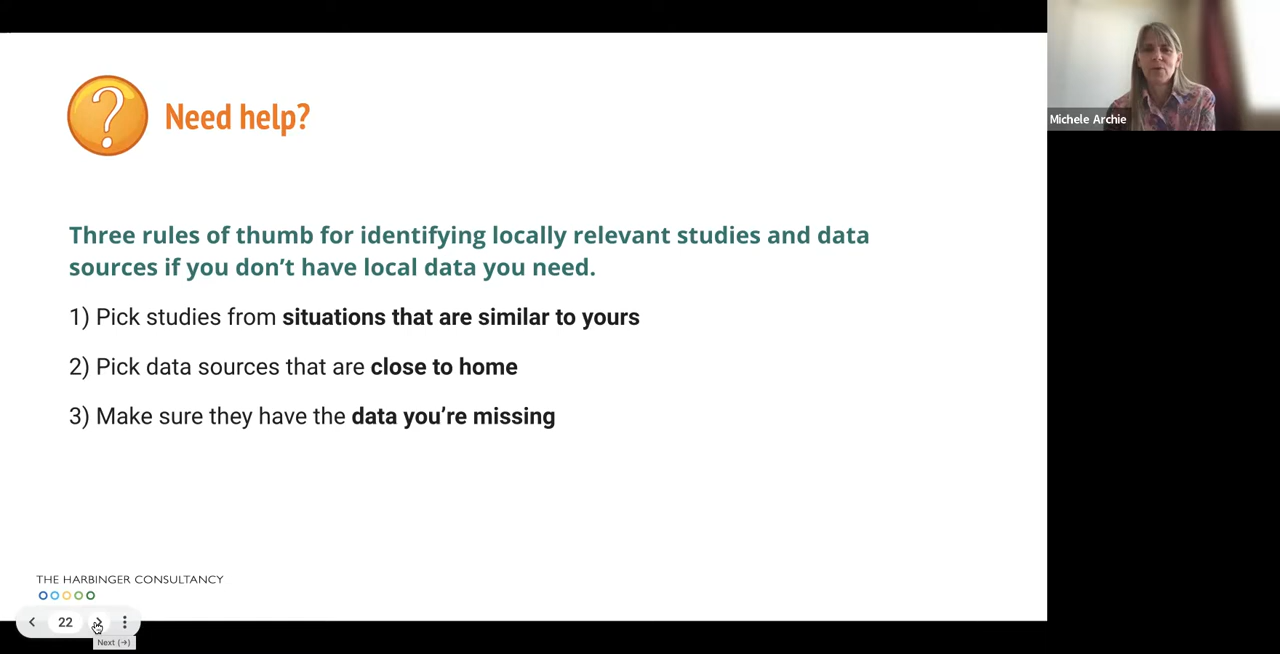 ?
Need help?
Michele Archie
Three rules of thumb for identifying locally relevant studies and data
sources if you don’t have local data you need.
1) Pick studies from situations that are similar to yours
2) Pick data sources that are close to home
3) Make sure they have the data you’re missing
THE HARBINGER CONSULTANCY
22
Next (→)